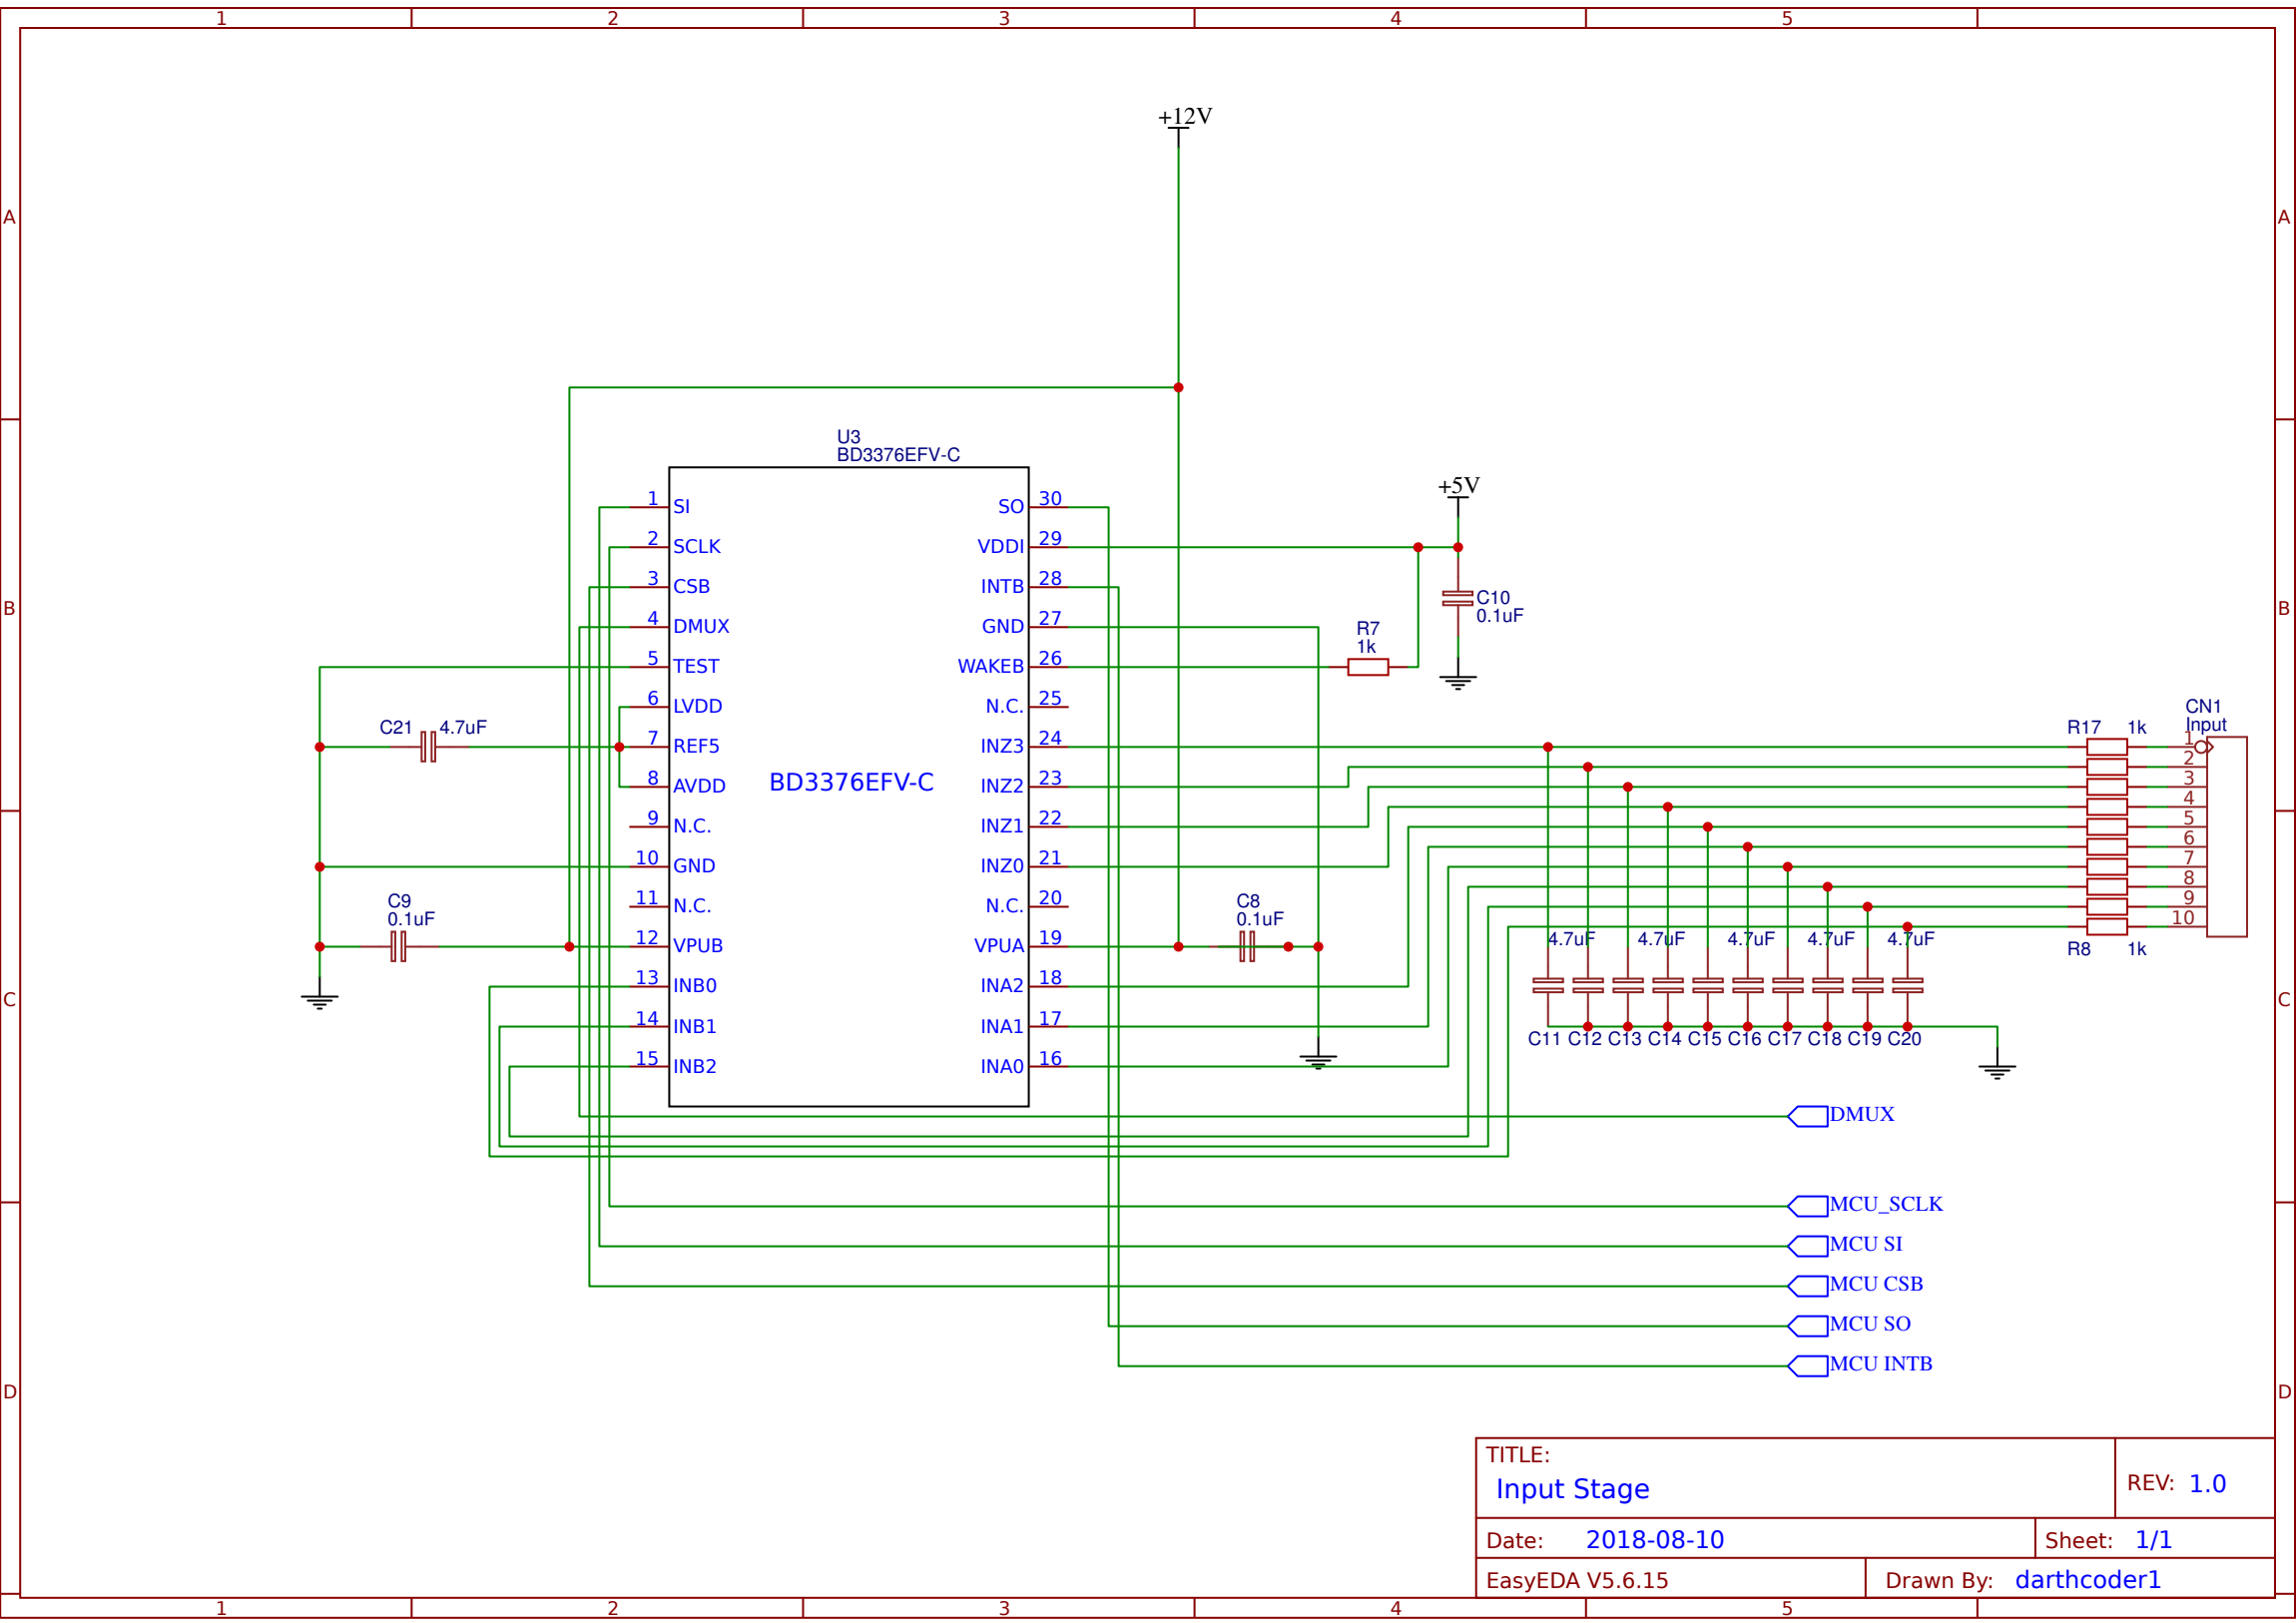 1 2 3 4 5
A A
B B
C C
D D
+12V
U3
BD3376EFV-C
+5V
1 SI
2 SCLK
3 CSB
4 DMUX
5 TEST
6 LVDD
7 REF5
8 AVDD
9 N.C.
10 GND
11 N.C.
12 VPUB
13 INB0
14 INB1
15 INB2
BD3376EFV-C
SO 30
VDDI 29
INTB 28
GND 27
WAKEB 26
N.C. 25
INZ3 24
INZ2 23
INZ1 22
INZ0 21
N.C. 20
VPUA 19
INA2 18
INA1 17
INA0 16
C21 4.7uF
C9
0.1uF
C8
0.1uF
R7
1k
C10
0.1uF
CN1
Input
R17 1k
1
2
3
4
5
6
7
8
9
10
R8 1k
4.7uF 4.7uF 4.7uF 4.7uF 4.7uF
C11 C12 C13 C14 C15 C16 C17 C18 C19 C20
DMUX
MCU_SCLK
MCU SI
MCU CSB
MCU SO
MCU INTB
TITLE:
Input Stage
REV: 1.0
Date: 2018-08-10
Sheet: 1/1
EasyEDA V5.6.15
Drawn By: darthcoder1
1 2 3 4 5